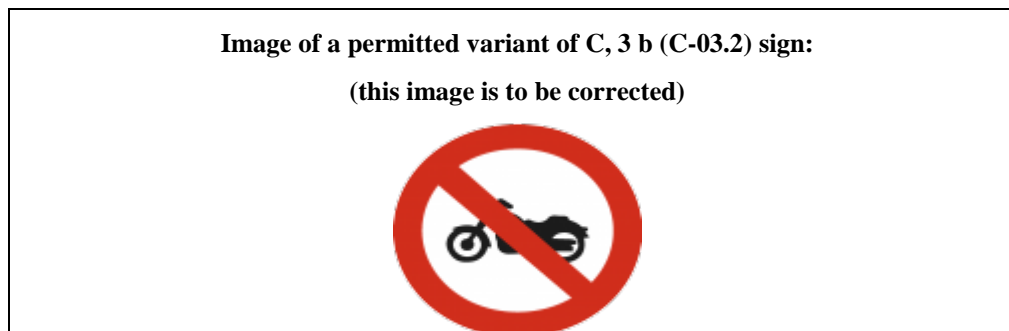 Image of a permitted variant of C, 3 b (C-03.2) sign:
(this image is to be corrected)